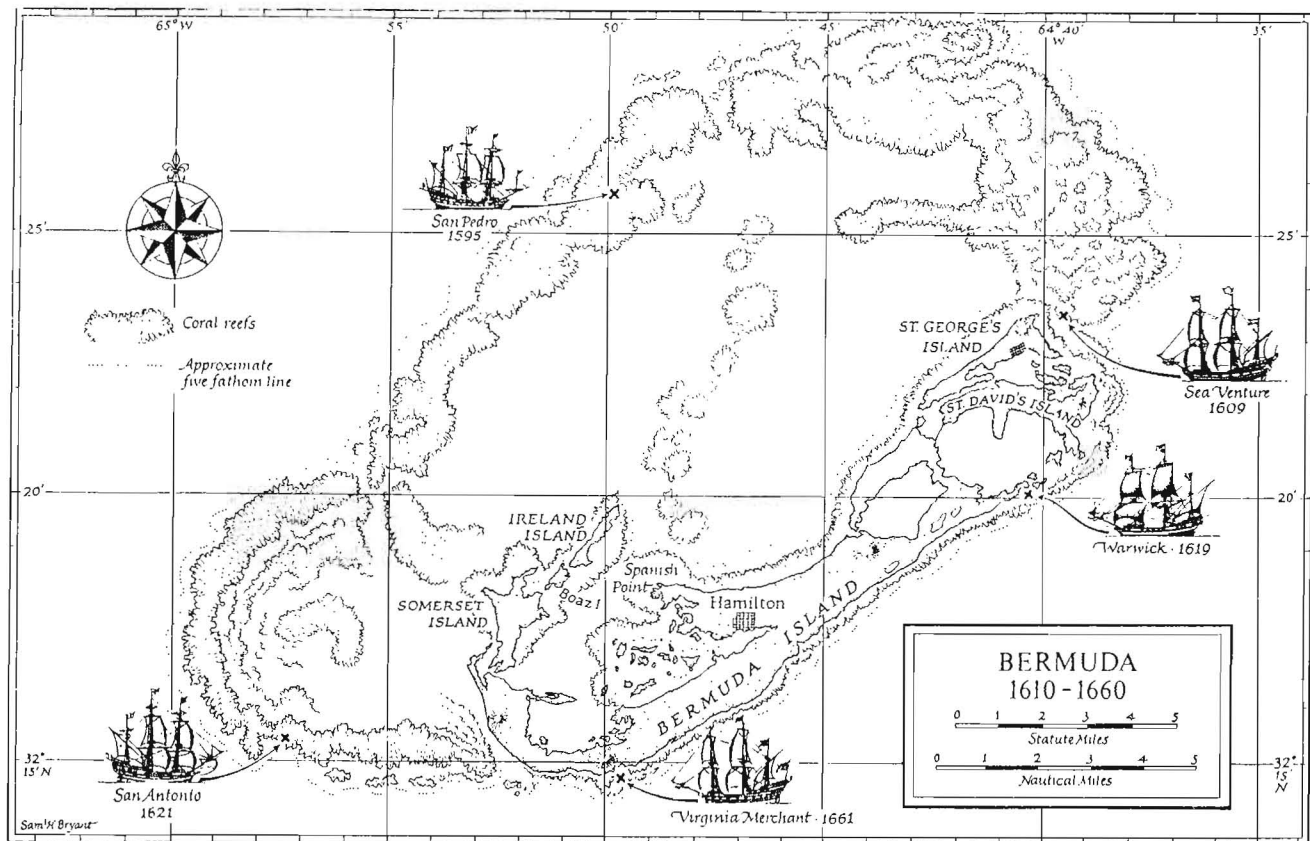 65° W
55'
50'
45'
64° 40' W
35'
San Pedro
1595
25'
25'
Coral reefs
Approximate
five fathom line
ST. GEORGE'S
ISLAND
Sea Venture
1609
ST. DAVID'S ISLAND
20'
20'
IRELAND
ISLAND
Warwick · 1619
Spanish
Point
Boaz I
Hamilton
SOMERSET
ISLAND
BERMUDA ISLAND
BERMUDA
1610 - 1660
0 1 2 3 4 5
Statute Miles
0 1 2 3 4 5
Nautical Miles
32°
15' N
32°
15'
N
San Antonto
1621
Virginia Merchant · 1661
Sam'l H Bryant